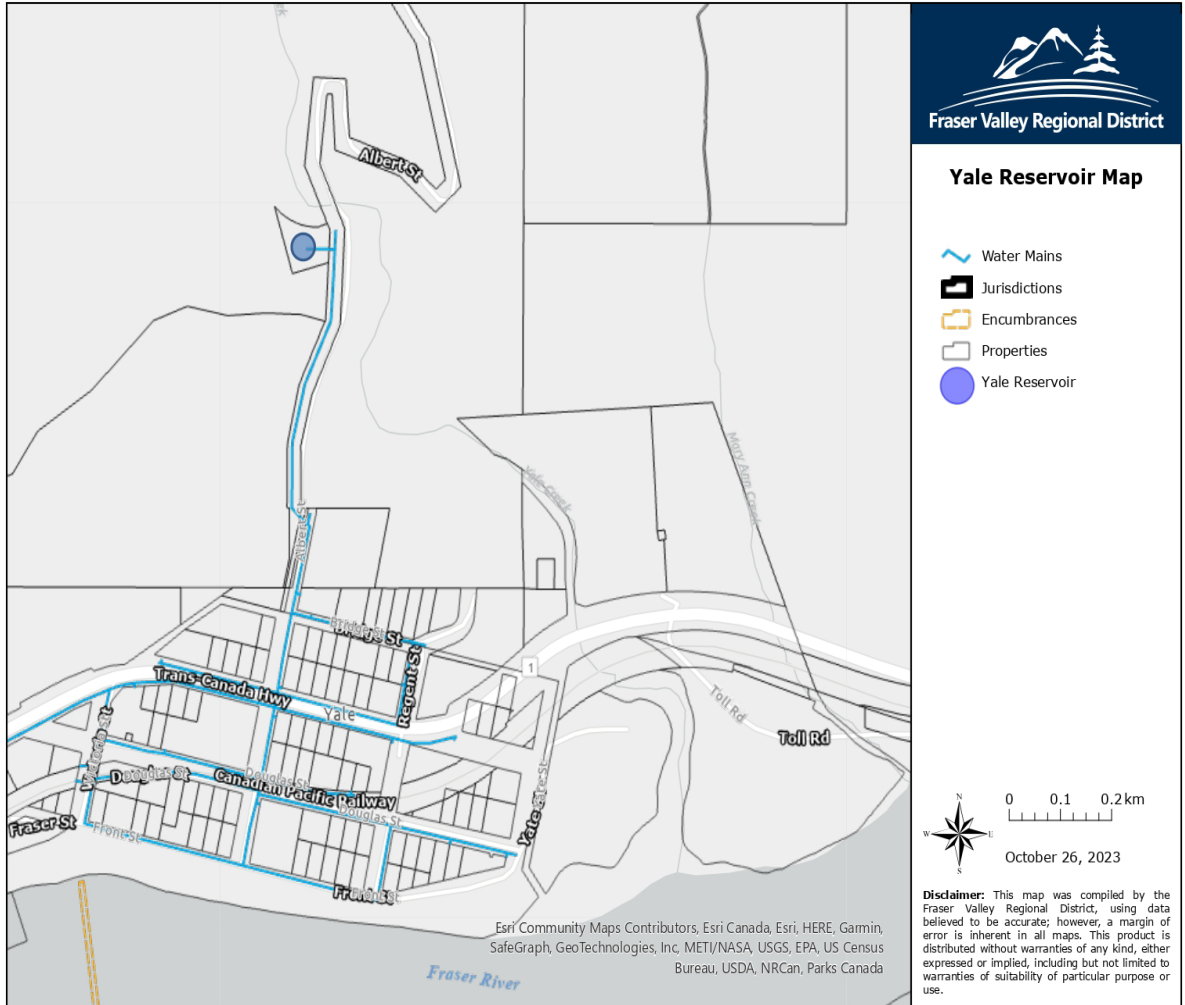 Fraser Valley Regional District
Yale Reservoir Map
Water Mains
Jurisdictions
Encumbrances
Properties
Yale Reservoir
Albert St
Yale Creek
Mary Ann Creek
Albert St
Bridge St
Bridge St
Regent St
1
Trans-Canada Hwy
Yale
Toll Rd
Toll Rd
Victoria St
Douglas St
Douglas St
Canadian Pacific Railway
Douglas St
Yate Gate St
Fraser St
Front St
Front St
Fraser River
Esri Community Maps Contributors, Esri Canada, Esri, HERE, Garmin,
SafeGraph, GeoTechnologies, Inc, METI/NASA, USGS, EPA, US Census
Bureau, USDA, NRCan, Parks Canada
N
W
E
S
0 0.1 0.2 km
October 26, 2023
Disclaimer: This map was compiled by the
Fraser Valley Regional District, using data
believed to be accurate; however, a margin of
error is inherent in all maps. This product is
distributed without warranties of any kind, either
expressed or implied, including but not limited to
warranties of suitability of particular purpose or
use.